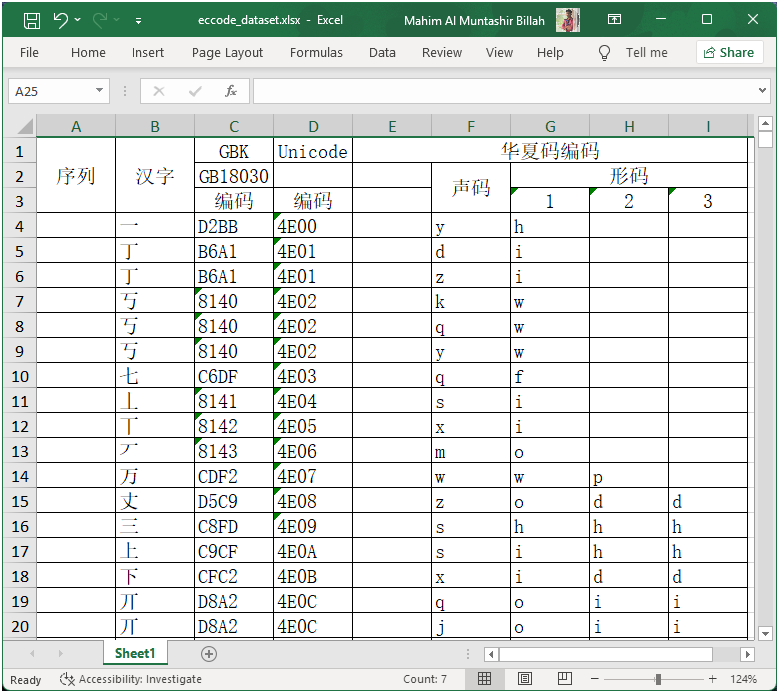 eccode_dataset.xlsx - Excel
Mahim Al Muntashir Billah
File Home Insert Page Layout Formulas Data Review View Help Tell me Share
A25 fx
A B C D E F G H I
1 GBK Unicode 华夏码编码
2 序列 汉字 GB18030 声码 形码
3 编码 编码 1 2 3
4 一 D2BB 4E00 y h
5 丁 B6A1 4E01 d i
6 丁 B6A1 4E01 z i
7 丂 8140 4E02 k w
8 丂 8140 4E02 q w
9 丂 8140 4E02 y w
10 七 C6DF 4E03 q f
11 丄 8141 4E04 s i
12 丅 8142 4E05 x i
13 丆 8143 4E06 m o
14 万 CDF2 4E07 w w p
15 丈 D5C9 4E08 z o d d
16 三 C8FD 4E09 s h h h
17 上 C9CF 4E0A s i h h
18 下 CFC2 4E0B x i d d
19 丌 D8A2 4E0C q o i i
20 丌 D8A2 4E0C j o i i
Sheet1
Ready Accessibility: Investigate Count: 7 124%